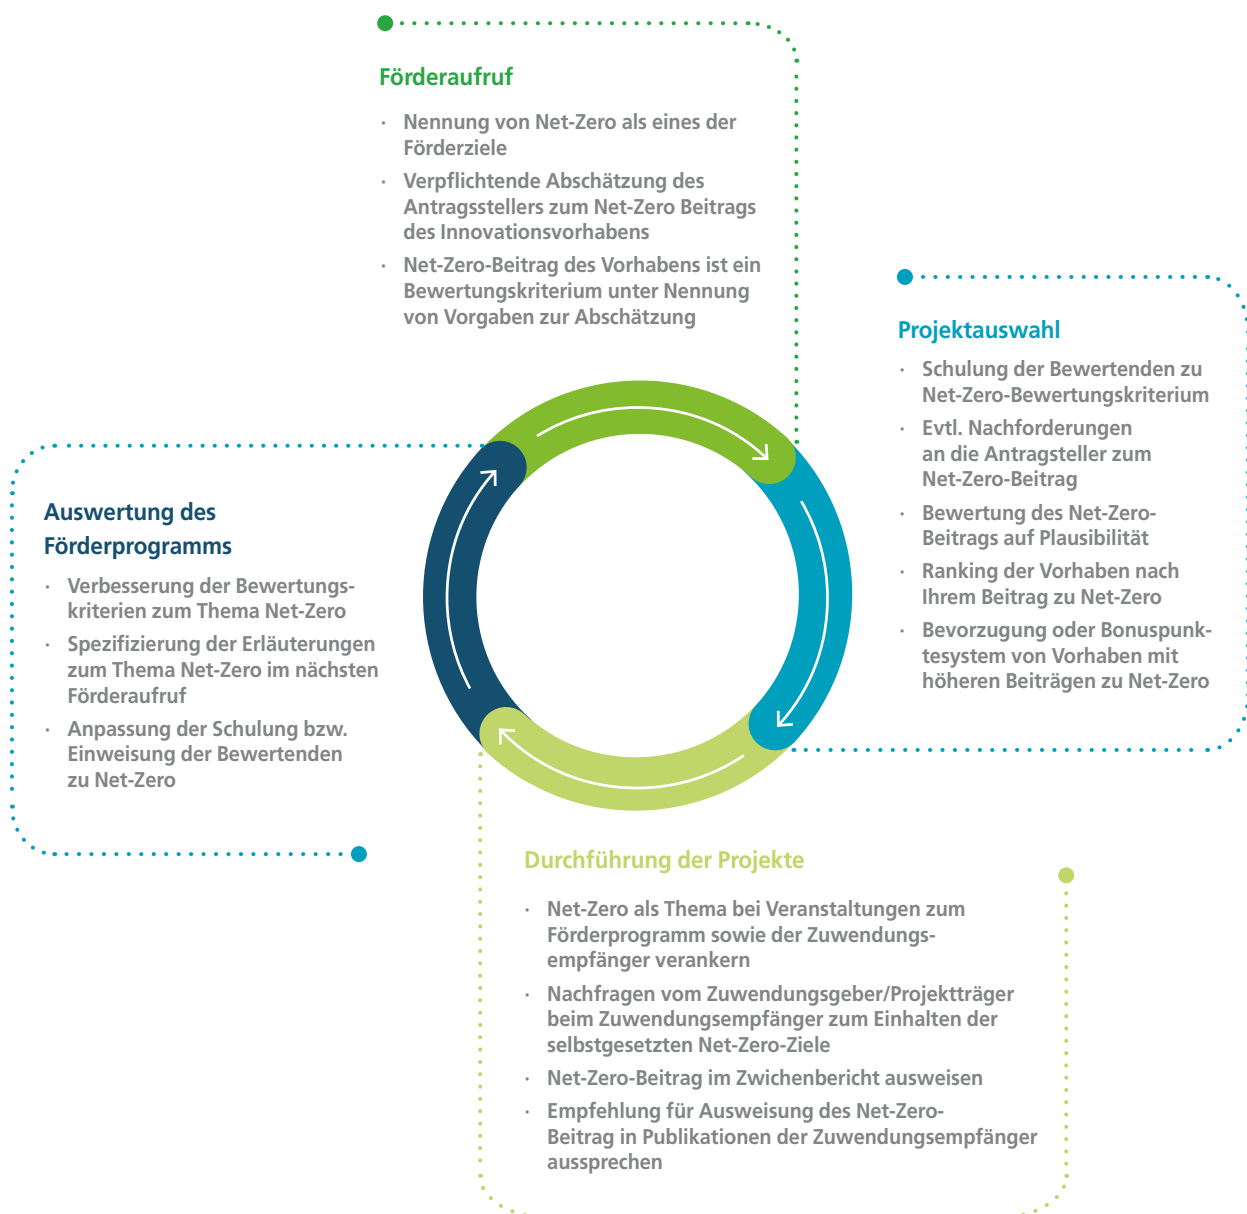 Förderaufruf
· Nennung von Net-Zero als eines der
Förderziele
· Verpflichtende Abschätzung des
Antragsstellers zum Net-Zero Beitrags
des Innovationsvorhabens
· Net-Zero-Beitrag des Vorhabens ist ein
Bewertungskriterium unter Nennung
von Vorgaben zur Abschätzung
Projektauswahl
· Schulung der Bewertenden zu
Net-Zero-Bewertungskriterium
· Evtl. Nachforderungen
an die Antragsteller zum
Net-Zero-Beitrag
· Bewertung des Net-Zero-
Beitrags auf Plausibilität
· Ranking der Vorhaben nach
Ihrem Beitrag zu Net-Zero
· Bevorzugung oder Bonuspunk-
tesystem von Vorhaben mit
höheren Beiträgen zu Net-Zero
Durchführung der Projekte
· Net-Zero als Thema bei Veranstaltungen zum
Förderprogramm sowie der Zuwendungs-
empfänger verankern
· Nachfragen vom Zuwendungsgeber/Projektträger
beim Zuwendungsempfänger zum Einhalten der
selbstgesetzten Net-Zero-Ziele
· Net-Zero-Beitrag im Zwichenbericht ausweisen
· Empfehlung für Ausweisung des Net-Zero-
Beitrag in Publikationen der Zuwendungsempfänger
aussprechen
Auswertung des
Förderprogramms
· Verbesserung der Bewertungs-
kriterien zum Thema Net-Zero
· Spezifizierung der Erläuterungen
zum Thema Net-Zero im nächsten
Förderaufruf
· Anpassung der Schulung bzw.
Einweisung der Bewertenden
zu Net-Zero